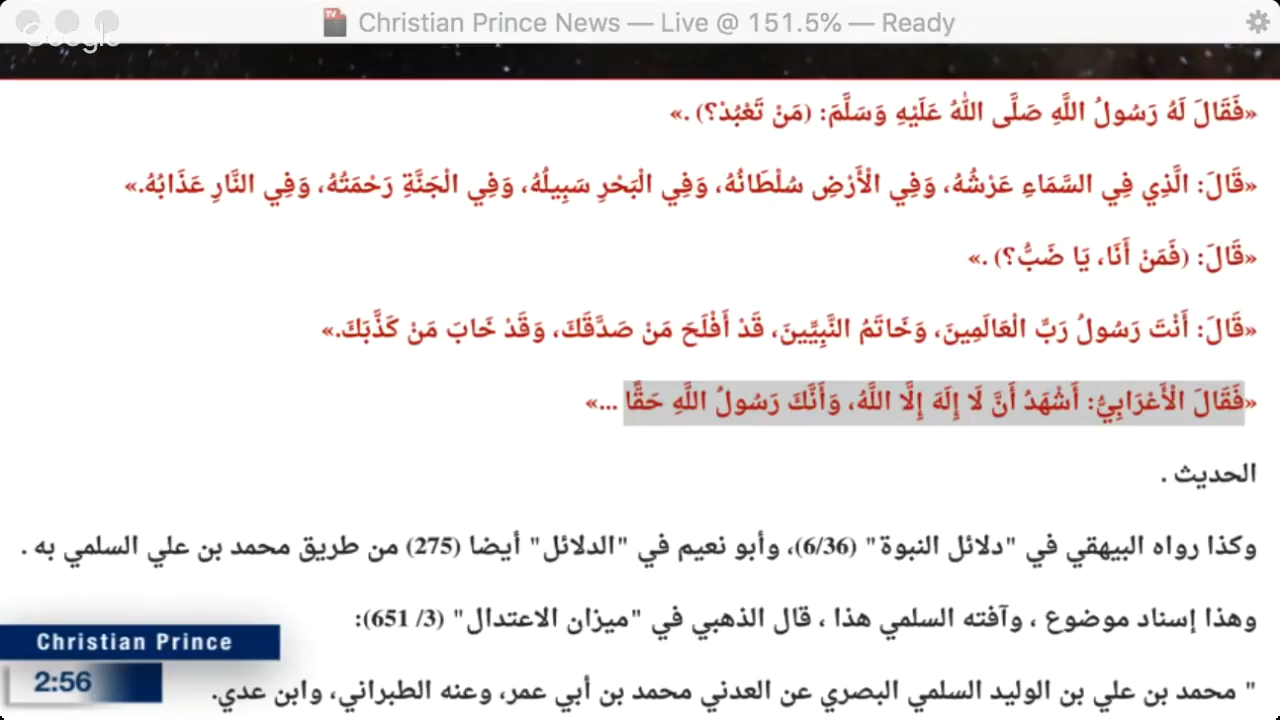 Christian Prince News — Live @ 151.5% — Ready
Google
«فَقَالَ لَهُ رَسُولُ اللَّهِ صَلَّى اللهُ عَلَيْهِ وَسَلَّمَ: (مَنْ تَعْبُدْ؟) .»
«قَالَ: الَّذِي فِي السَّمَاءِ عَرْشُهُ، وَفِي الْأَرْضِ سُلْطَانُهُ، وَفِي الْبَحْرِ سَبِيلُهُ، وَفِي الْجَنَّةِ رَحْمَتُهُ، وَفِي النَّارِ عَذَابُهُ.»
«قَالَ: (فَمَنْ أَنَا، يَا ضَبُّ؟) .»
«قَالَ: أَنْتَ رَسُولُ رَبِّ الْعَالَمِينَ، وَخَاتَمُ النَّبِيِّينَ، قَدْ أَفْلَحَ مَنْ صَدَّقَكَ، وَقَدْ خَابَ مَنْ كَذَّبَكَ.»
«فَقَالَ الْأَعْرَابِيُّ: أَشْهَدُ أَنَّ لَا إِلَهَ إِلَّا اللَّهُ، وَأَنَّكَ رَسُولُ اللَّهِ حَقًّا ...»
الحديث .
وكذا رواه البيهقي في "دلائل النبوة" (6/36)، وأبو نعيم في "الدلائل" أيضا (275) من طريق محمد بن علي السلمي به .
وهذا إسناد موضوع ، وآفته السلمي هذا ، قال الذهبي في "ميزان الاعتدال" (3/ 651):
" محمد بن علي بن الوليد السلمي البصري عن العدني محمد بن أبي عمر، وعنه الطبراني، وابن عدي.
Christian Prince
2:56